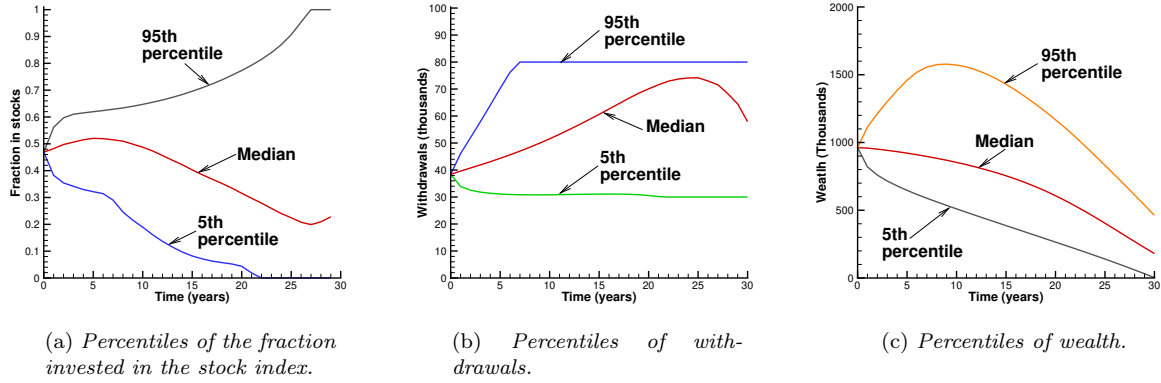 1
0.9
0.8
0.7
0.6
0.5
0.4
0.3
0.2
0.1
0
Fraction in stocks
95th
percentile
Median
5th
percentile
0 5 10 15 20 25 30
Time (years)
(a) Percentiles of the fraction
invested in the stock index.
100
90
80
70
60
50
40
30
20
10
0
Withdrawals (thousands)
95th
percentile
Median
5th
percentile
0 5 10 15 20 25 30
Time (years)
(b) Percentiles of with-
drawals.
2000
1500
1000
500
0
Weatlh (Thousands)
95th
percentile
Median
5th
percentile
0 5 10 15 20 25 30
Time (years)
(c) Percentiles of wealth.